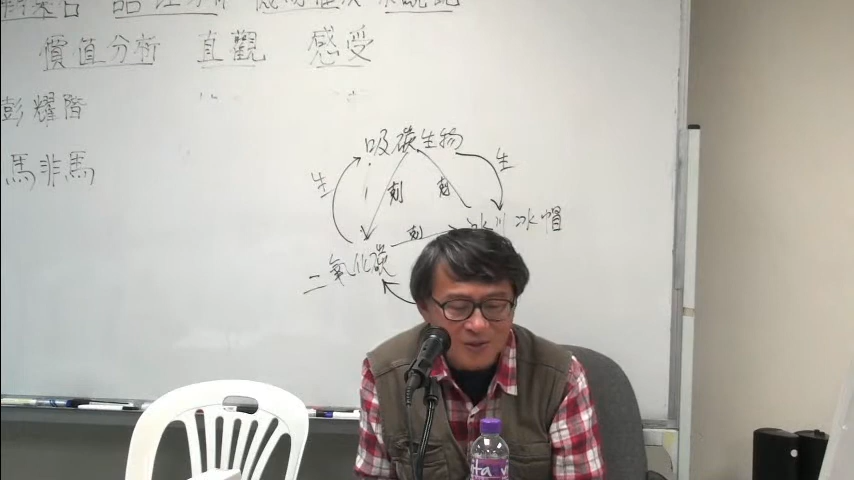 價值分析 直觀 感受
彭耀階
馬非馬
吸碳生物
生 生
剋 剋
剋 冰川 冰帽
二氧化碳